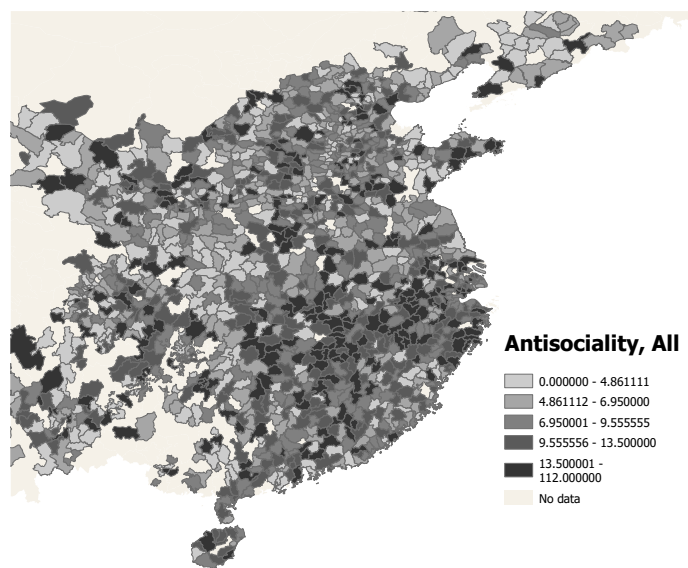 Antisociality, All
0.000000 - 4.861111
4.861112 - 6.950000
6.950001 - 9.555555
9.555556 - 13.500000
13.500001 -
112.000000
No data